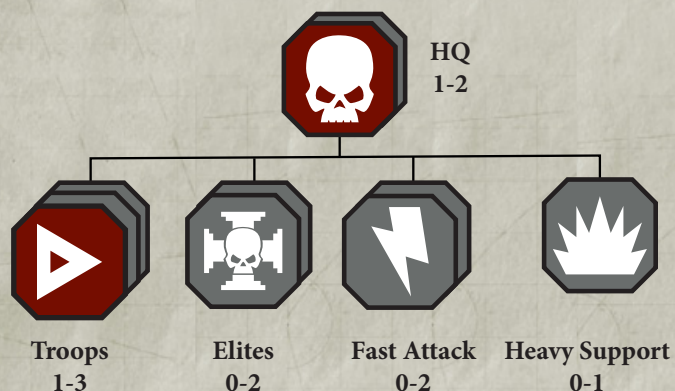 HQ
1-2
Troops
1-3
Elites
0-2
Fast Attack
0-2
Heavy Support
0-1